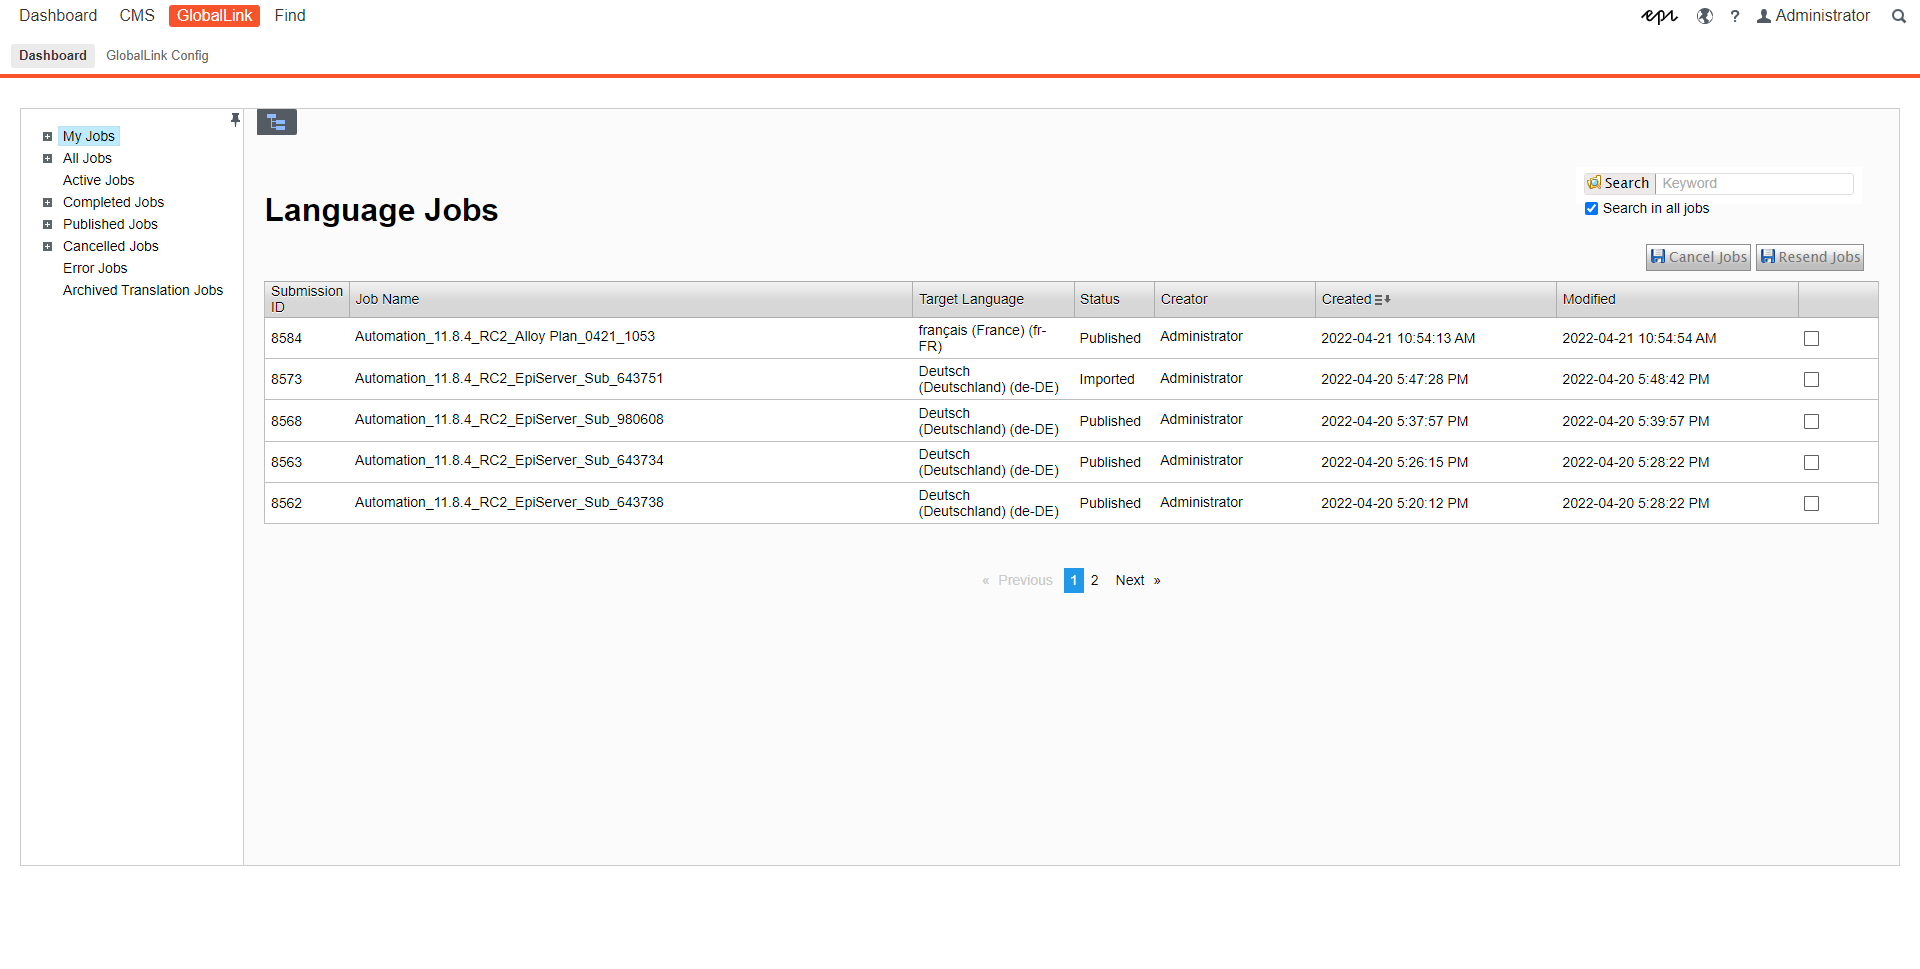 Dashboard CMS GlobalLink Find
epi ? Administrator
Dashboard GlobalLink Config
My Jobs
All Jobs
Active Jobs
Completed Jobs
Published Jobs
Cancelled Jobs
Error Jobs
Archived Translation Jobs
Language Jobs
Search Keyword
Search in all jobs
Cancel Jobs Resend Jobs
Submission ID Job Name Target Language Status Creator Created Modified
8584 Automation_11.8.4_RC2_Alloy Plan_0421_1053 français (France) (fr-FR) Published Administrator 2022-04-21 10:54:13 AM 2022-04-21 10:54:54 AM
8573 Automation_11.8.4_RC2_EpiServer_Sub_643751 Deutsch (Deutschland) (de-DE) Imported Administrator 2022-04-20 5:47:28 PM 2022-04-20 5:48:42 PM
8568 Automation_11.8.4_RC2_EpiServer_Sub_980608 Deutsch (Deutschland) (de-DE) Published Administrator 2022-04-20 5:37:57 PM 2022-04-20 5:39:57 PM
8563 Automation_11.8.4_RC2_EpiServer_Sub_643734 Deutsch (Deutschland) (de-DE) Published Administrator 2022-04-20 5:26:15 PM 2022-04-20 5:28:22 PM
8562 Automation_11.8.4_RC2_EpiServer_Sub_643738 Deutsch (Deutschland) (de-DE) Published Administrator 2022-04-20 5:20:12 PM 2022-04-20 5:28:22 PM
« Previous 1 2 Next »